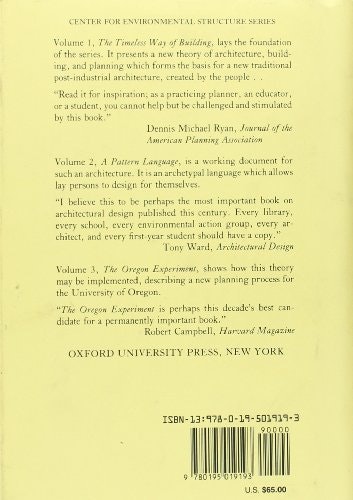 CENTER FOR ENVIRONMENTAL STRUCTURE SERIES
Volume 1, The Timeless Way of Building, lays the foundation
of the series. It presents a new theory of architecture, build-
ing, and planning which forms the basis for a new traditional
post-industrial architecture, created by the people . .
"Read it for inspiration; as a practicing planner, an educator,
or a student, you cannot help but be challenged and stimulated
by this book."
Dennis Michael Ryan, Journal of the
American Planning Association
Volume 2, A Pattern Language, is a working document for
such an architecture. It is an archetypal language which allows
lay persons to design for themselves.
"I believe this to be perhaps the most important book on
architectural design published this century. Every library,
every school, every environmental action group, every ar-
chitect, and every first-year student should have a copy."
Tony Ward, Architectural Design
Volume 3, The Oregon Experiment, shows how this theory
may be implemented, describing a new planning process for
the University of Oregon.
"The Oregon Experiment is perhaps this decade's best can-
didate for a permanently important book."
Robert Campbell, Harvard Magazine
OXFORD UNIVERSITY PRESS, NEW YORK
ISBN-13:978-0-19-501919-3
90000
9 780195 019193
U.S. $65.00